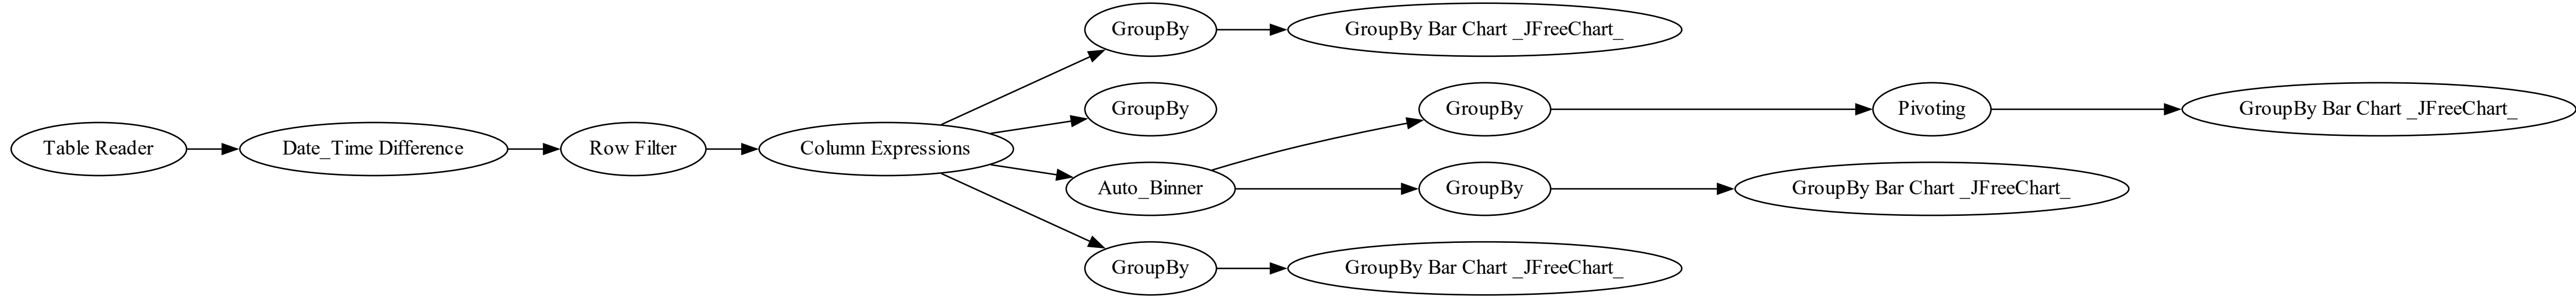 GroupBy
GroupBy Bar Chart _JFreeChart_
GroupBy
GroupBy
Pivoting
GroupBy Bar Chart _JFreeChart_
Table Reader
Date_Time Difference
Row Filter
Column Expressions
Auto_Binner
GroupBy
GroupBy Bar Chart _JFreeChart_
GroupBy
GroupBy Bar Chart _JFreeChart_